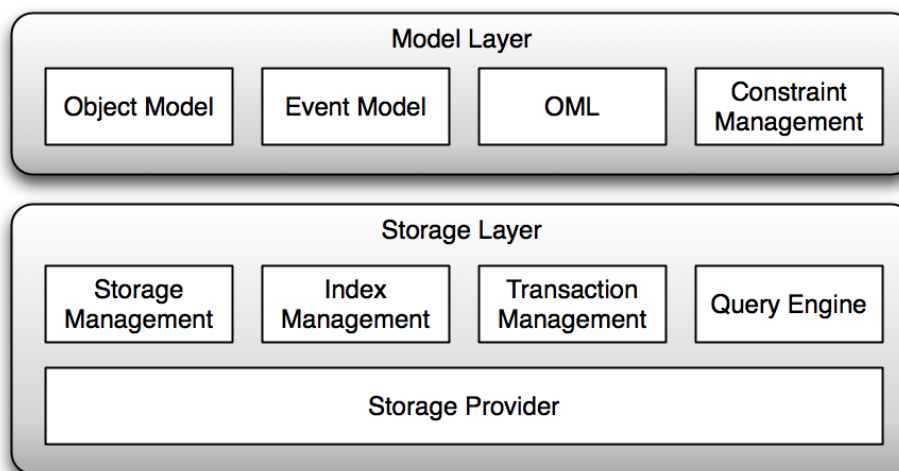 Model Layer
Object Model
Event Model
OML
Constraint
Management
Storage Layer
Storage
Management
Index
Management
Transaction
Management
Query Engine
Storage Provider